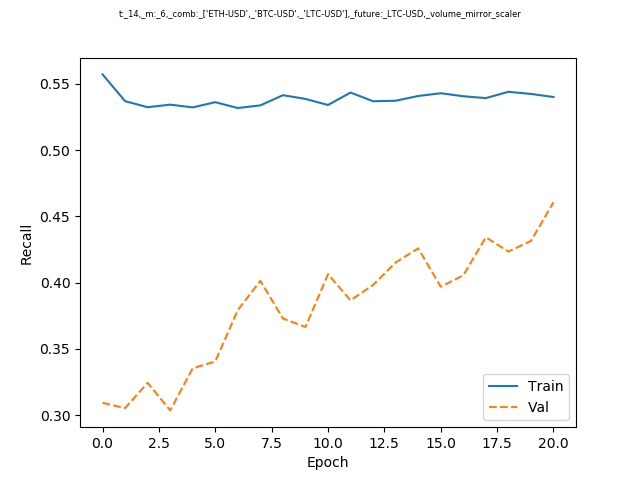 t:_14,_m:_6,_comb:_['ETH-USD',_'BTC-USD',_'LTC-USD'],_future:_LTC-USD,_volume_mirror_scaler
0.55
0.50
0.45
0.40
0.35
0.30
Recall
Train
Val
0.0 2.5 5.0 7.5 10.0 12.5 15.0 17.5 20.0
Epoch